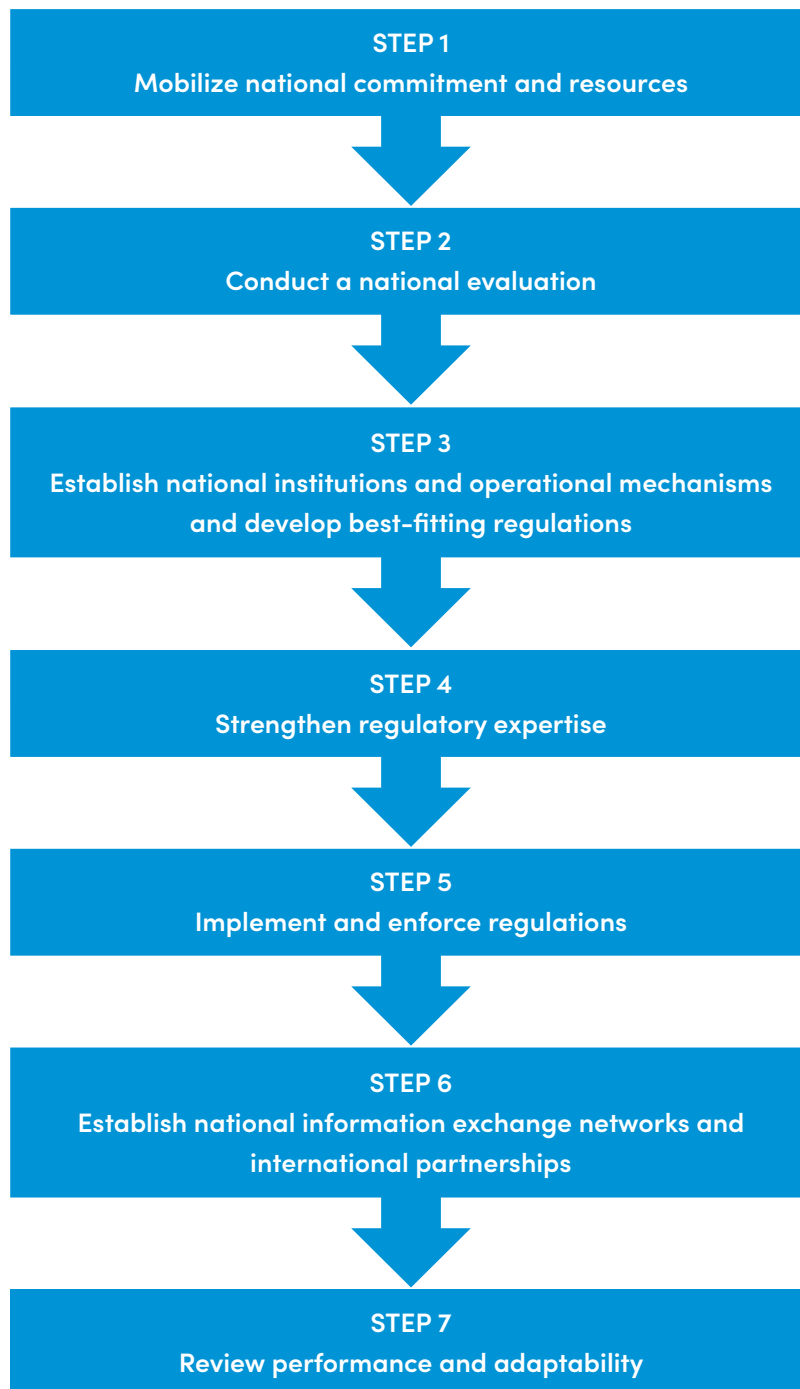 STEP 1
Mobilize national commitment and resources
STEP 2
Conduct a national evaluation
STEP 3
Establish national institutions and operational mechanisms
and develop best-fitting regulations
STEP 4
Strengthen regulatory expertise
STEP 5
Implement and enforce regulations
STEP 6
Establish national information exchange networks and
international partnerships
STEP 7
Review performance and adaptability